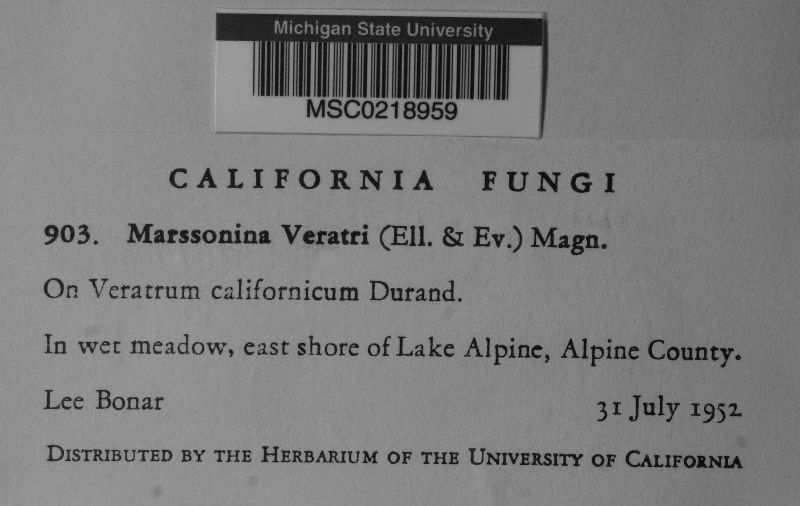 Michigan State University
MSC0218959
CALIFORNIA FUNGI
903. Marssonina Veratri (Ell. & Ev.) Magn.
On Veratrum californicum Durand.
In wet meadow, east shore of Lake Alpine, Alpine County.
Lee Bonar 31 July 1952
DISTRIBUTED BY THE HERBARIUM OF THE UNIVERSITY OF CALIFORNIA